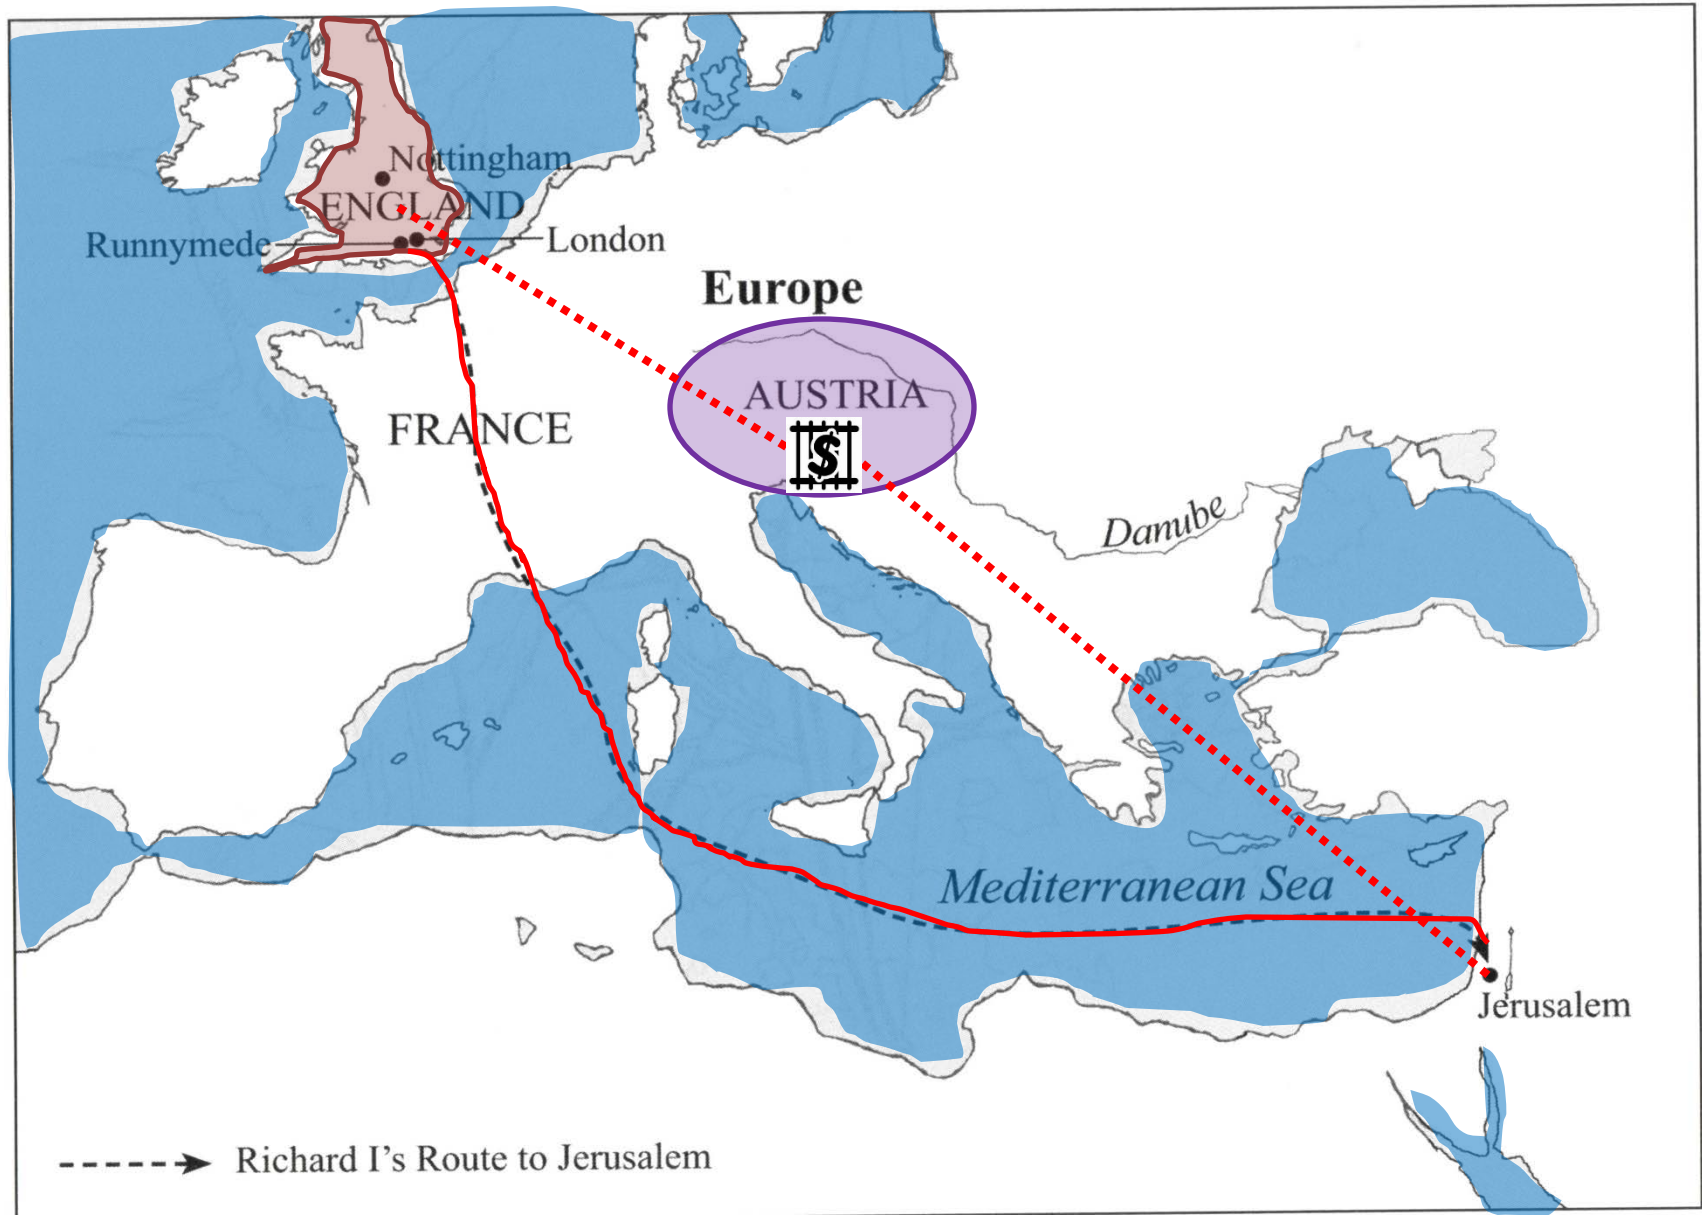 Nottingham
ENGLAND
Runnymede
London
Europe
AUSTRIA
$
FRANCE
Danube
Mediterranean Sea
Jerusalem
Richard I's Route to Jerusalem